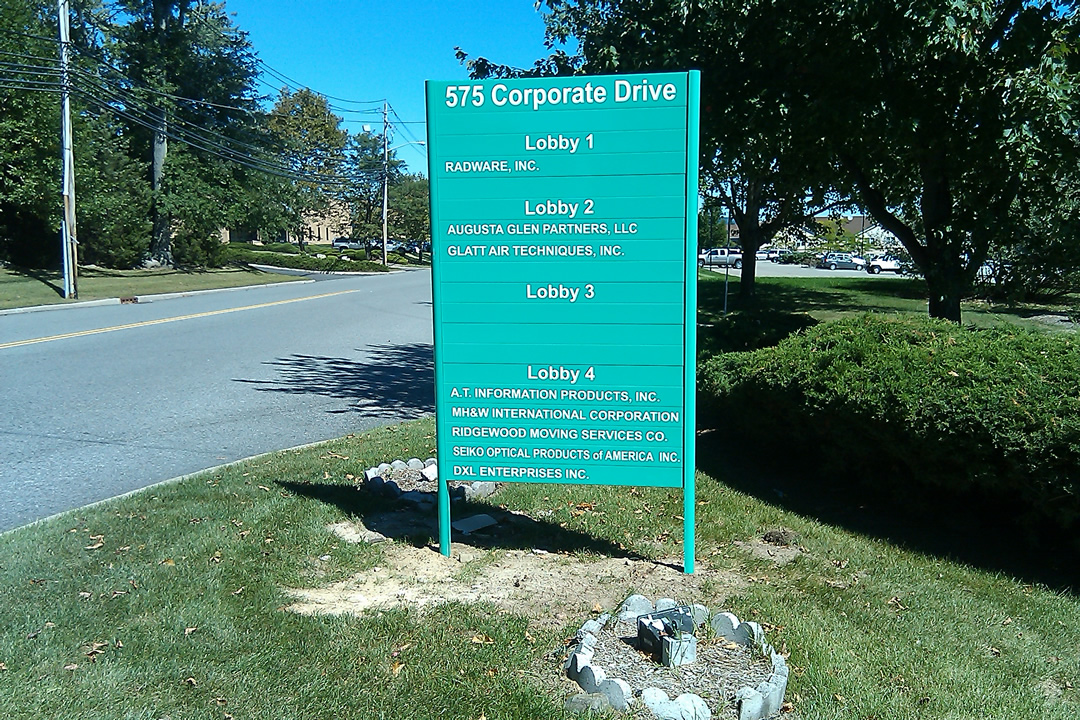 575 Corporate Drive
Lobby 1
RADWARE, INC.
Lobby 2
AUGUSTA GLEN PARTNERS, LLC
GLATT AIR TECHNIQUES, INC.
Lobby 3
Lobby 4
A.T. INFORMATION PRODUCTS, INC.
MH&W INTERNATIONAL CORPORATION
RIDGEWOOD MOVING SERVICES CO.
SEIKO OPTICAL PRODUCTS of AMERICA INC.
DXL ENTERPRISES INC.